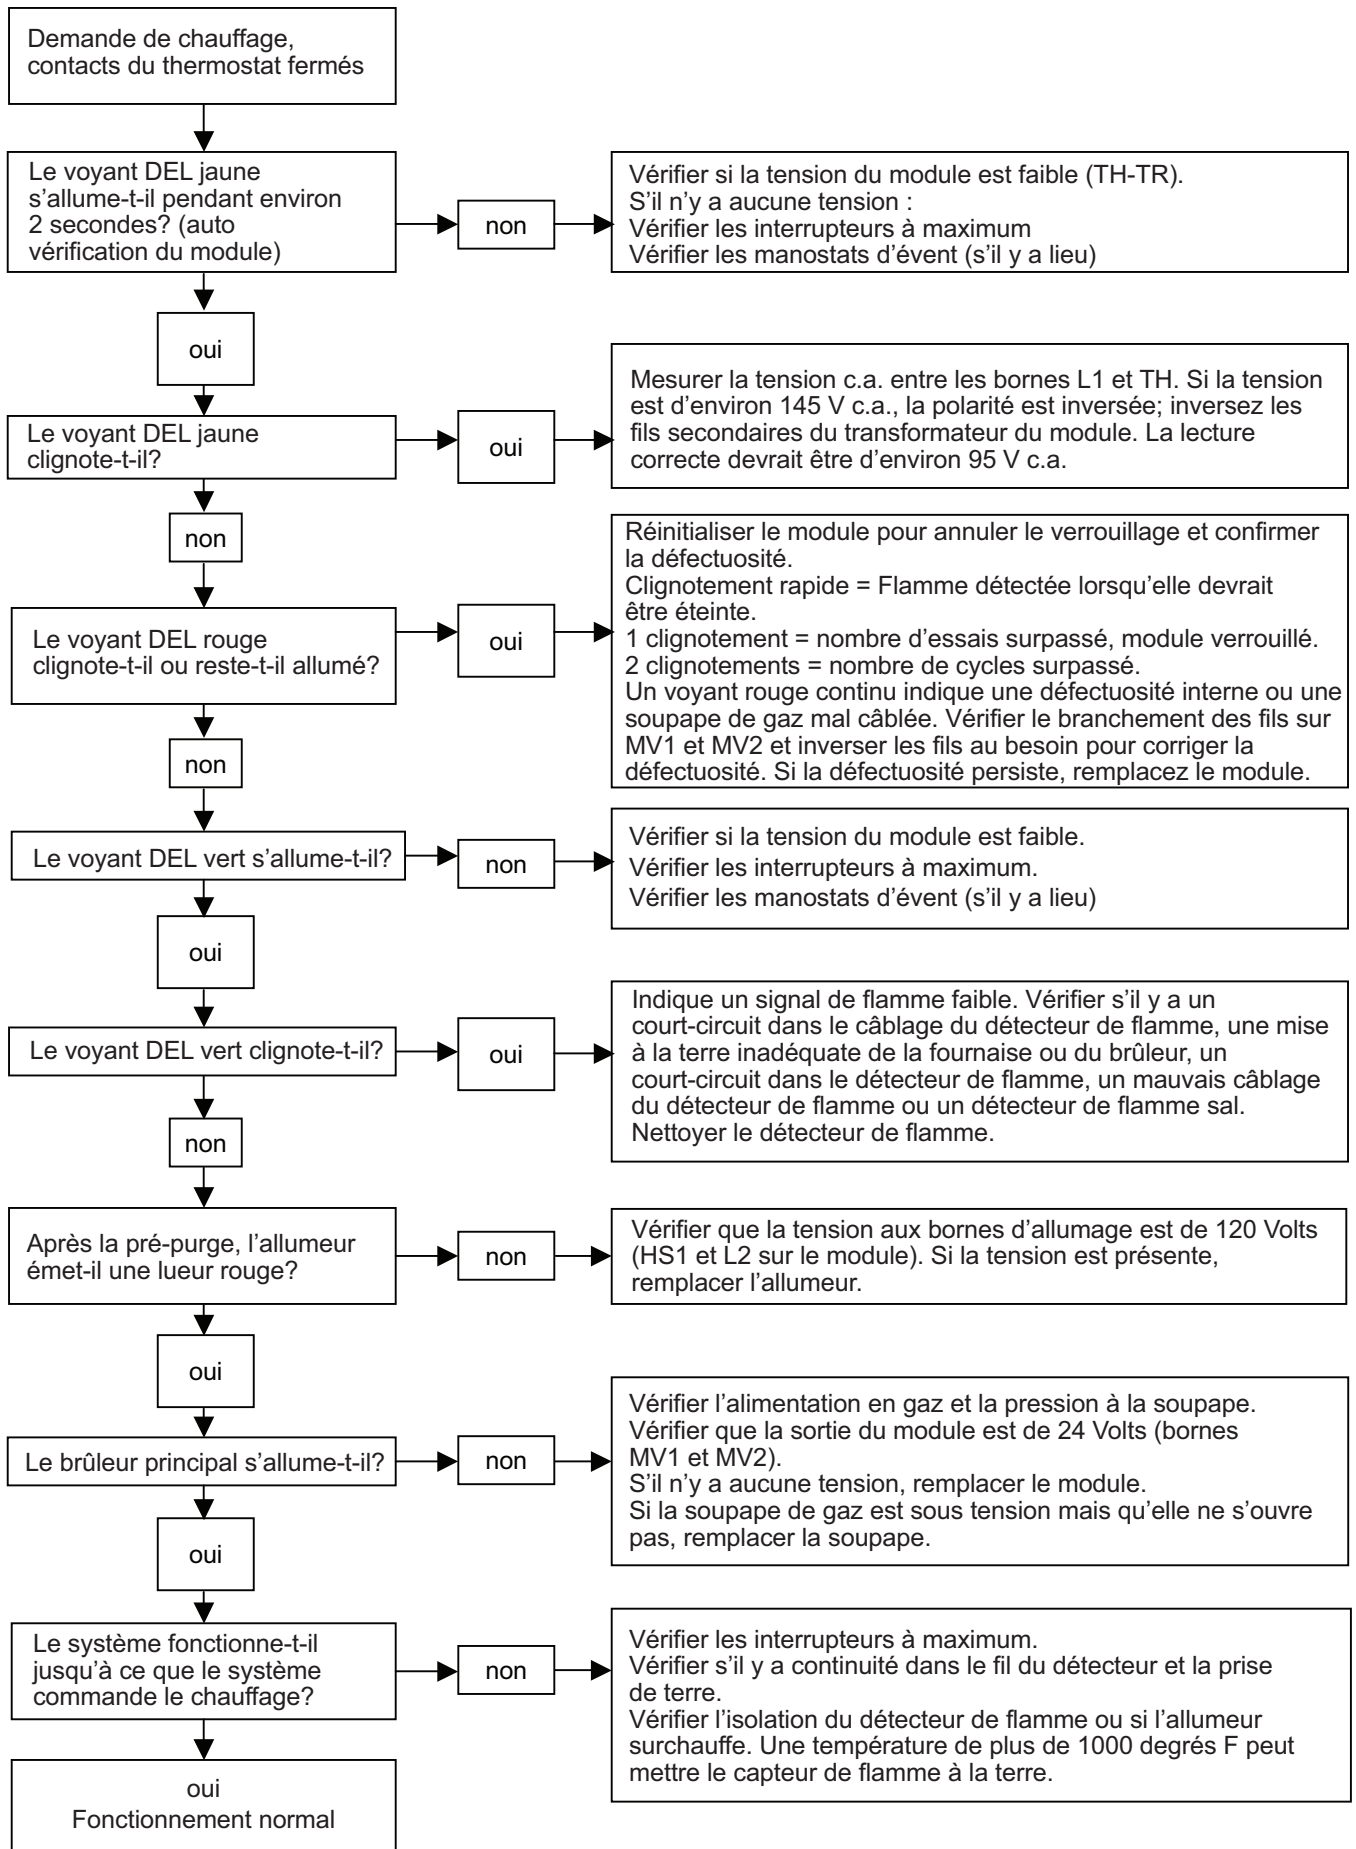 Demande de chauffage,
contacts du thermostat fermés
Le voyant DEL jaune
s’allume-t-il pendant environ
2 secondes? (auto
vérification du module)
non
Vérifier si la tension du module est faible (TH-TR).
S’il n’y a aucune tension :
Vérifier les interrupteurs à maximum
Vérifier les manostats d’évent (s’il y a lieu)
oui
Le voyant DEL jaune
clignote-t-il?
oui
Mesurer la tension c.a. entre les bornes L1 et TH. Si la tension
est d’environ 145 V c.a., la polarité est inversée; inversez les
fils secondaires du transformateur du module. La lecture
correcte devrait être d’environ 95 V c.a.
non
Le voyant DEL rouge
clignote-t-il ou reste-t-il allumé?
oui
Réinitialiser le module pour annuler le verrouillage et confirmer
la défectuosité.
Clignotement rapide = Flamme détectée lorsqu’elle devrait
être éteinte.
1 clignotement = nombre d’essais surpassé, module verrouillé.
2 clignotements = nombre de cycles surpassé.
Un voyant rouge continu indique une défectuosité interne ou une
soupape de gaz mal câblée. Vérifier le branchement des fils sur
MV1 et MV2 et inverser les fils au besoin pour corriger la
défectuosité. Si la défectuosité persiste, remplacez le module.
non
Le voyant DEL vert s’allume-t-il?
non
Vérifier si la tension du module est faible.
Vérifier les interrupteurs à maximum.
Vérifier les manostats d’évent (s’il y a lieu)
oui
Le voyant DEL vert clignote-t-il?
oui
Indique un signal de flamme faible. Vérifier s’il y a un
court-circuit dans le câblage du détecteur de flamme, une mise
à la terre inadéquate de la fournaise ou du brûleur, un
court-circuit dans le détecteur de flamme, un mauvais câblage
du détecteur de flamme ou un détecteur de flamme sal.
Nettoyer le détecteur de flamme.
non
Après la pré-purge, l’allumeur
émet-il une lueur rouge?
non
Vérifier que la tension aux bornes d’allumage est de 120 Volts
(HS1 et L2 sur le module). Si la tension est présente,
remplacer l’allumeur.
oui
Le brûleur principal s’allume-t-il?
non
Vérifier l’alimentation en gaz et la pression à la soupape.
Vérifier que la sortie du module est de 24 Volts (bornes
MV1 et MV2).
S’il n’y a aucune tension, remplacer le module.
Si la soupape de gaz est sous tension mais qu’elle ne s’ouvre
pas, remplacer la soupape.
oui
Le système fonctionne-t-il
jusqu’à ce que le système
commande le chauffage?
non
Vérifier les interrupteurs à maximum.
Vérifier s’il y a continuité dans le fil du détecteur et la prise
de terre.
Vérifier l’isolation du détecteur de flamme ou si l’allumeur
surchauffe. Une température de plus de 1000 degrés F peut
mettre le capteur de flamme à la terre.
oui
Fonctionnement normal